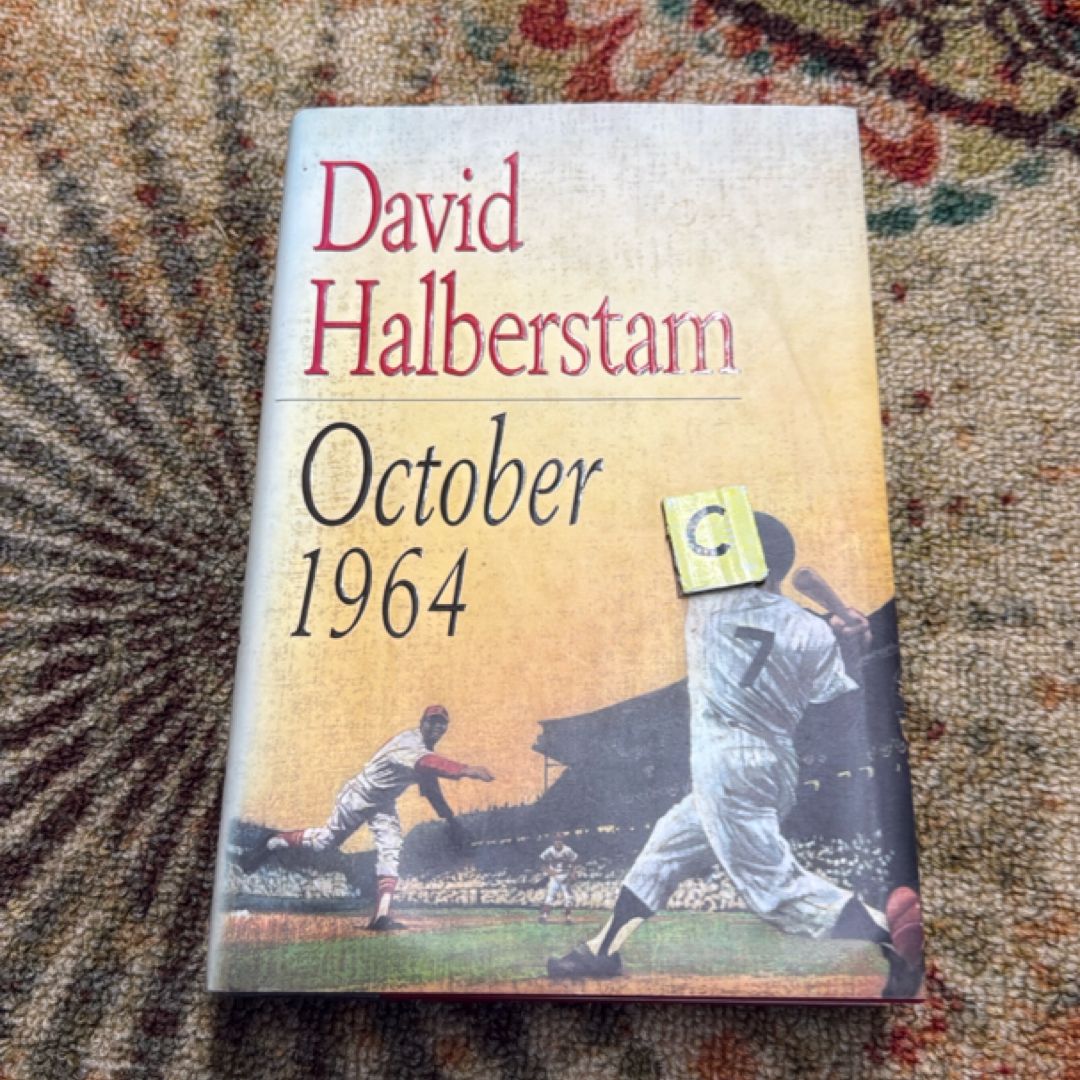 David
Halberstam
October
1964
C
7